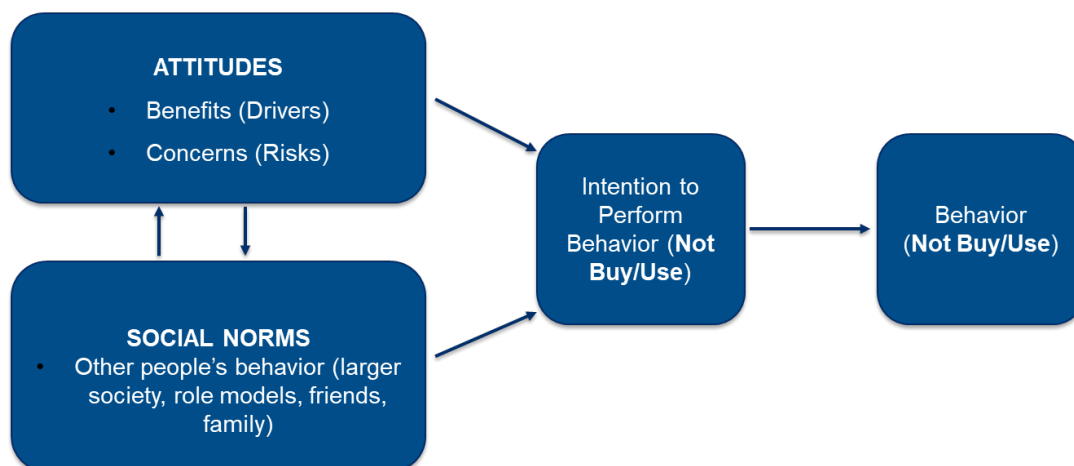 ATTITUDES
• Benefits (Drivers)
• Concerns (Risks)
SOCIAL NORMS
• Other people’s behavior (larger
society, role models, friends,
family)
Intention to
Perform
Behavior (Not
Buy/Use)
Behavior
(Not Buy/Use)